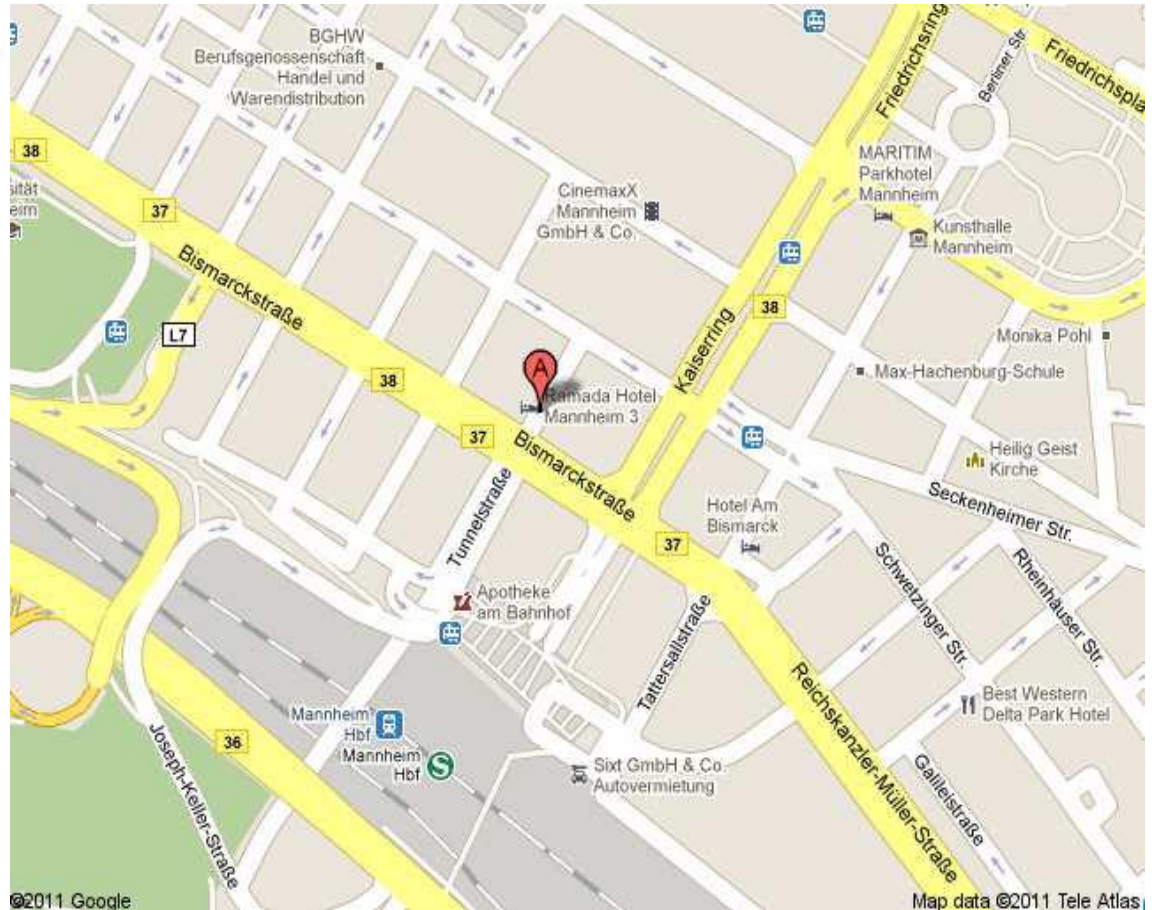 BGHW
Berufsgenossenschaft
Handel und
Warendistribution
Friedrichsring
Berliner Str.
Friedrichspla
38
MARITIM
Parkhotel
Mannheim
37
CinemaxX
Mannheim
GmbH & Co.
Kunsthalle
Mannheim
Bismarckstraße
38
L7
Kaiserring
Monika Pohl
Max-Hachenburg-Schule
A
38
Ramada Hotel
Mannheim 3
37
Bismarckstraße
Heilig Geist
Kirche
Seckenheimer Str.
Hotel Am
Bismarck
37
Tunnelstraße
Schwetzinger Str.
Rheinhäuser Str.
Apotheke
am Bahnhof
Tattersallstraße
Reichskanzler-Müller-Straße
Best Western
Delta Park Hotel
Mannheim
Hbf
Mannheim
Hbf
S
36
Joseph-Keller-Straße
Sixt GmbH & Co.
Autovermietung
Galileistraße
©2011 Google
Map data ©2011 Tele Atlas